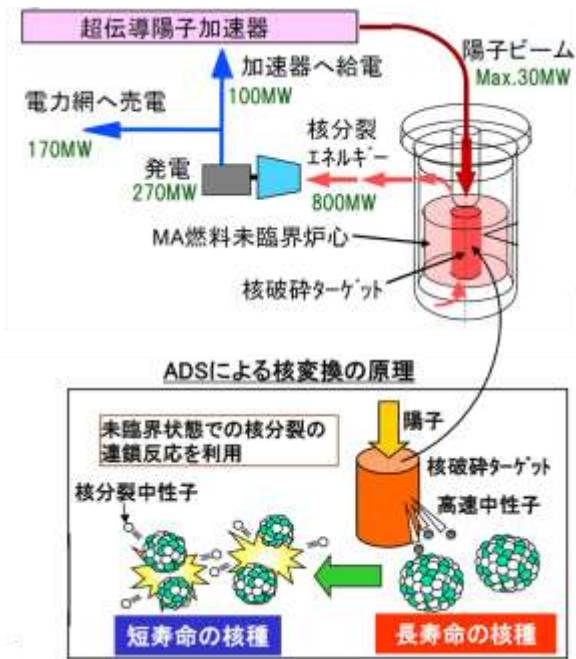 超伝導陽子加速器
陽子ビーム
Max.30MW
加速器へ給電
100MW
電力網へ売電
170MW
核分裂
エネルギー
発電
270MW
800MW
MA燃料未臨界炉心
核破砕ターゲット
ADSによる核変換の原理
未臨界状態での核分裂の
連鎖反応を利用
陽子
核破砕ターゲット
核分裂中性子
高速中性子
短寿命の核種
長寿命の核種